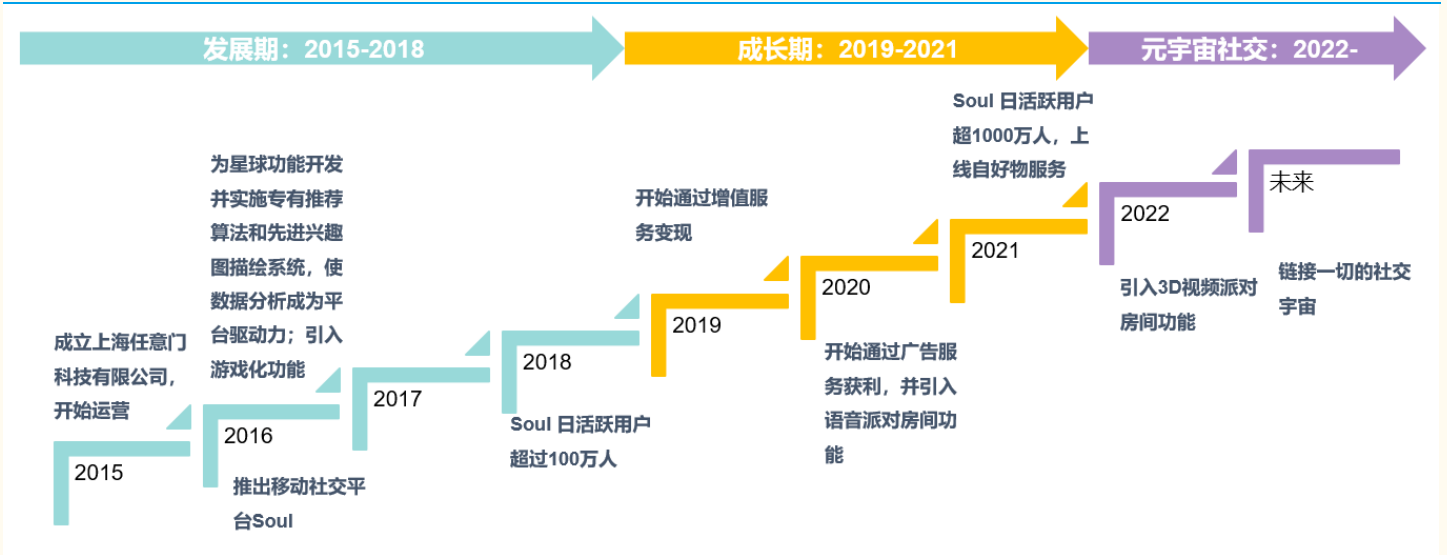 发展期：2015-2018
成长期：2019-2021
元宇宙社交：2022-
成立上海任意门
科技有限公司，
开始运营
2015
2016
推出移动社交平
台Soul
为星球功能开发
并实施专有推荐
算法和先进兴趣
图描绘系统，使
数据分析成为平
台驱动力；引入
游戏化功能
2017
2018
Soul 日活跃用户
超过100万人
开始通过增值服
务变现
2019
2020
开始通过广告服
务获利，并引入
语音派对房间功
能
Soul 日活跃用户
超1000万人，上
线自好物服务
2021
2022
引入3D视频派对
房间功能
未来
链接一切的社交
宇宙